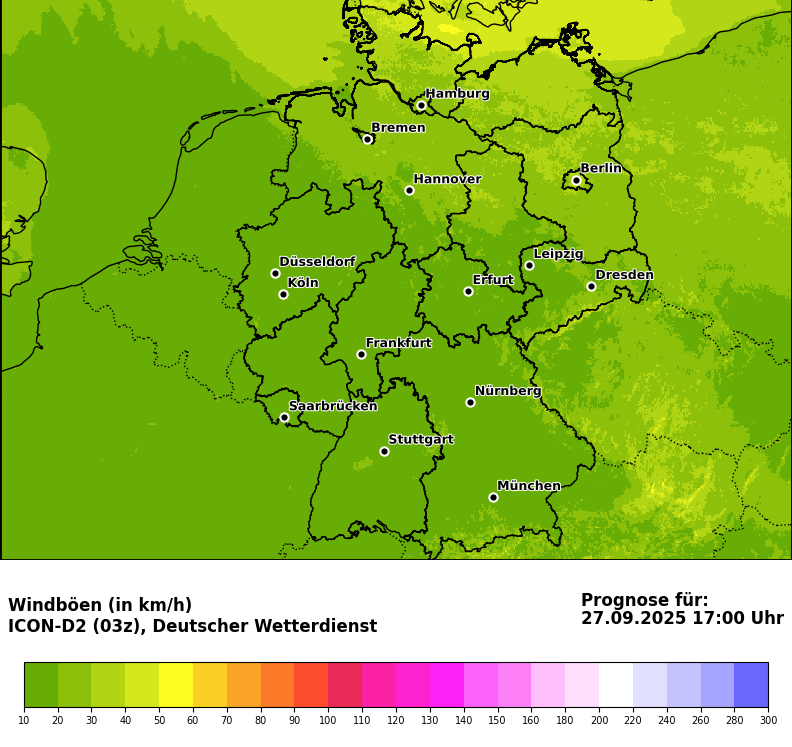 Hamburg
Bremen
Berlin
Hannover
Leipzig
Düsseldorf
Dresden
Erfurt
Köln
Frankfurt
Nürnberg
Saarbrücken
Stuttgart
München
Windböen (in km/h)
ICON-D2 (03z), Deutscher Wetterdienst
Prognose für:
27.09.2025 17:00 Uhr
10 20 30 40 50 60 70 80 90 100 110 120 130 140 150 160 180 200 220 240 260 280 300